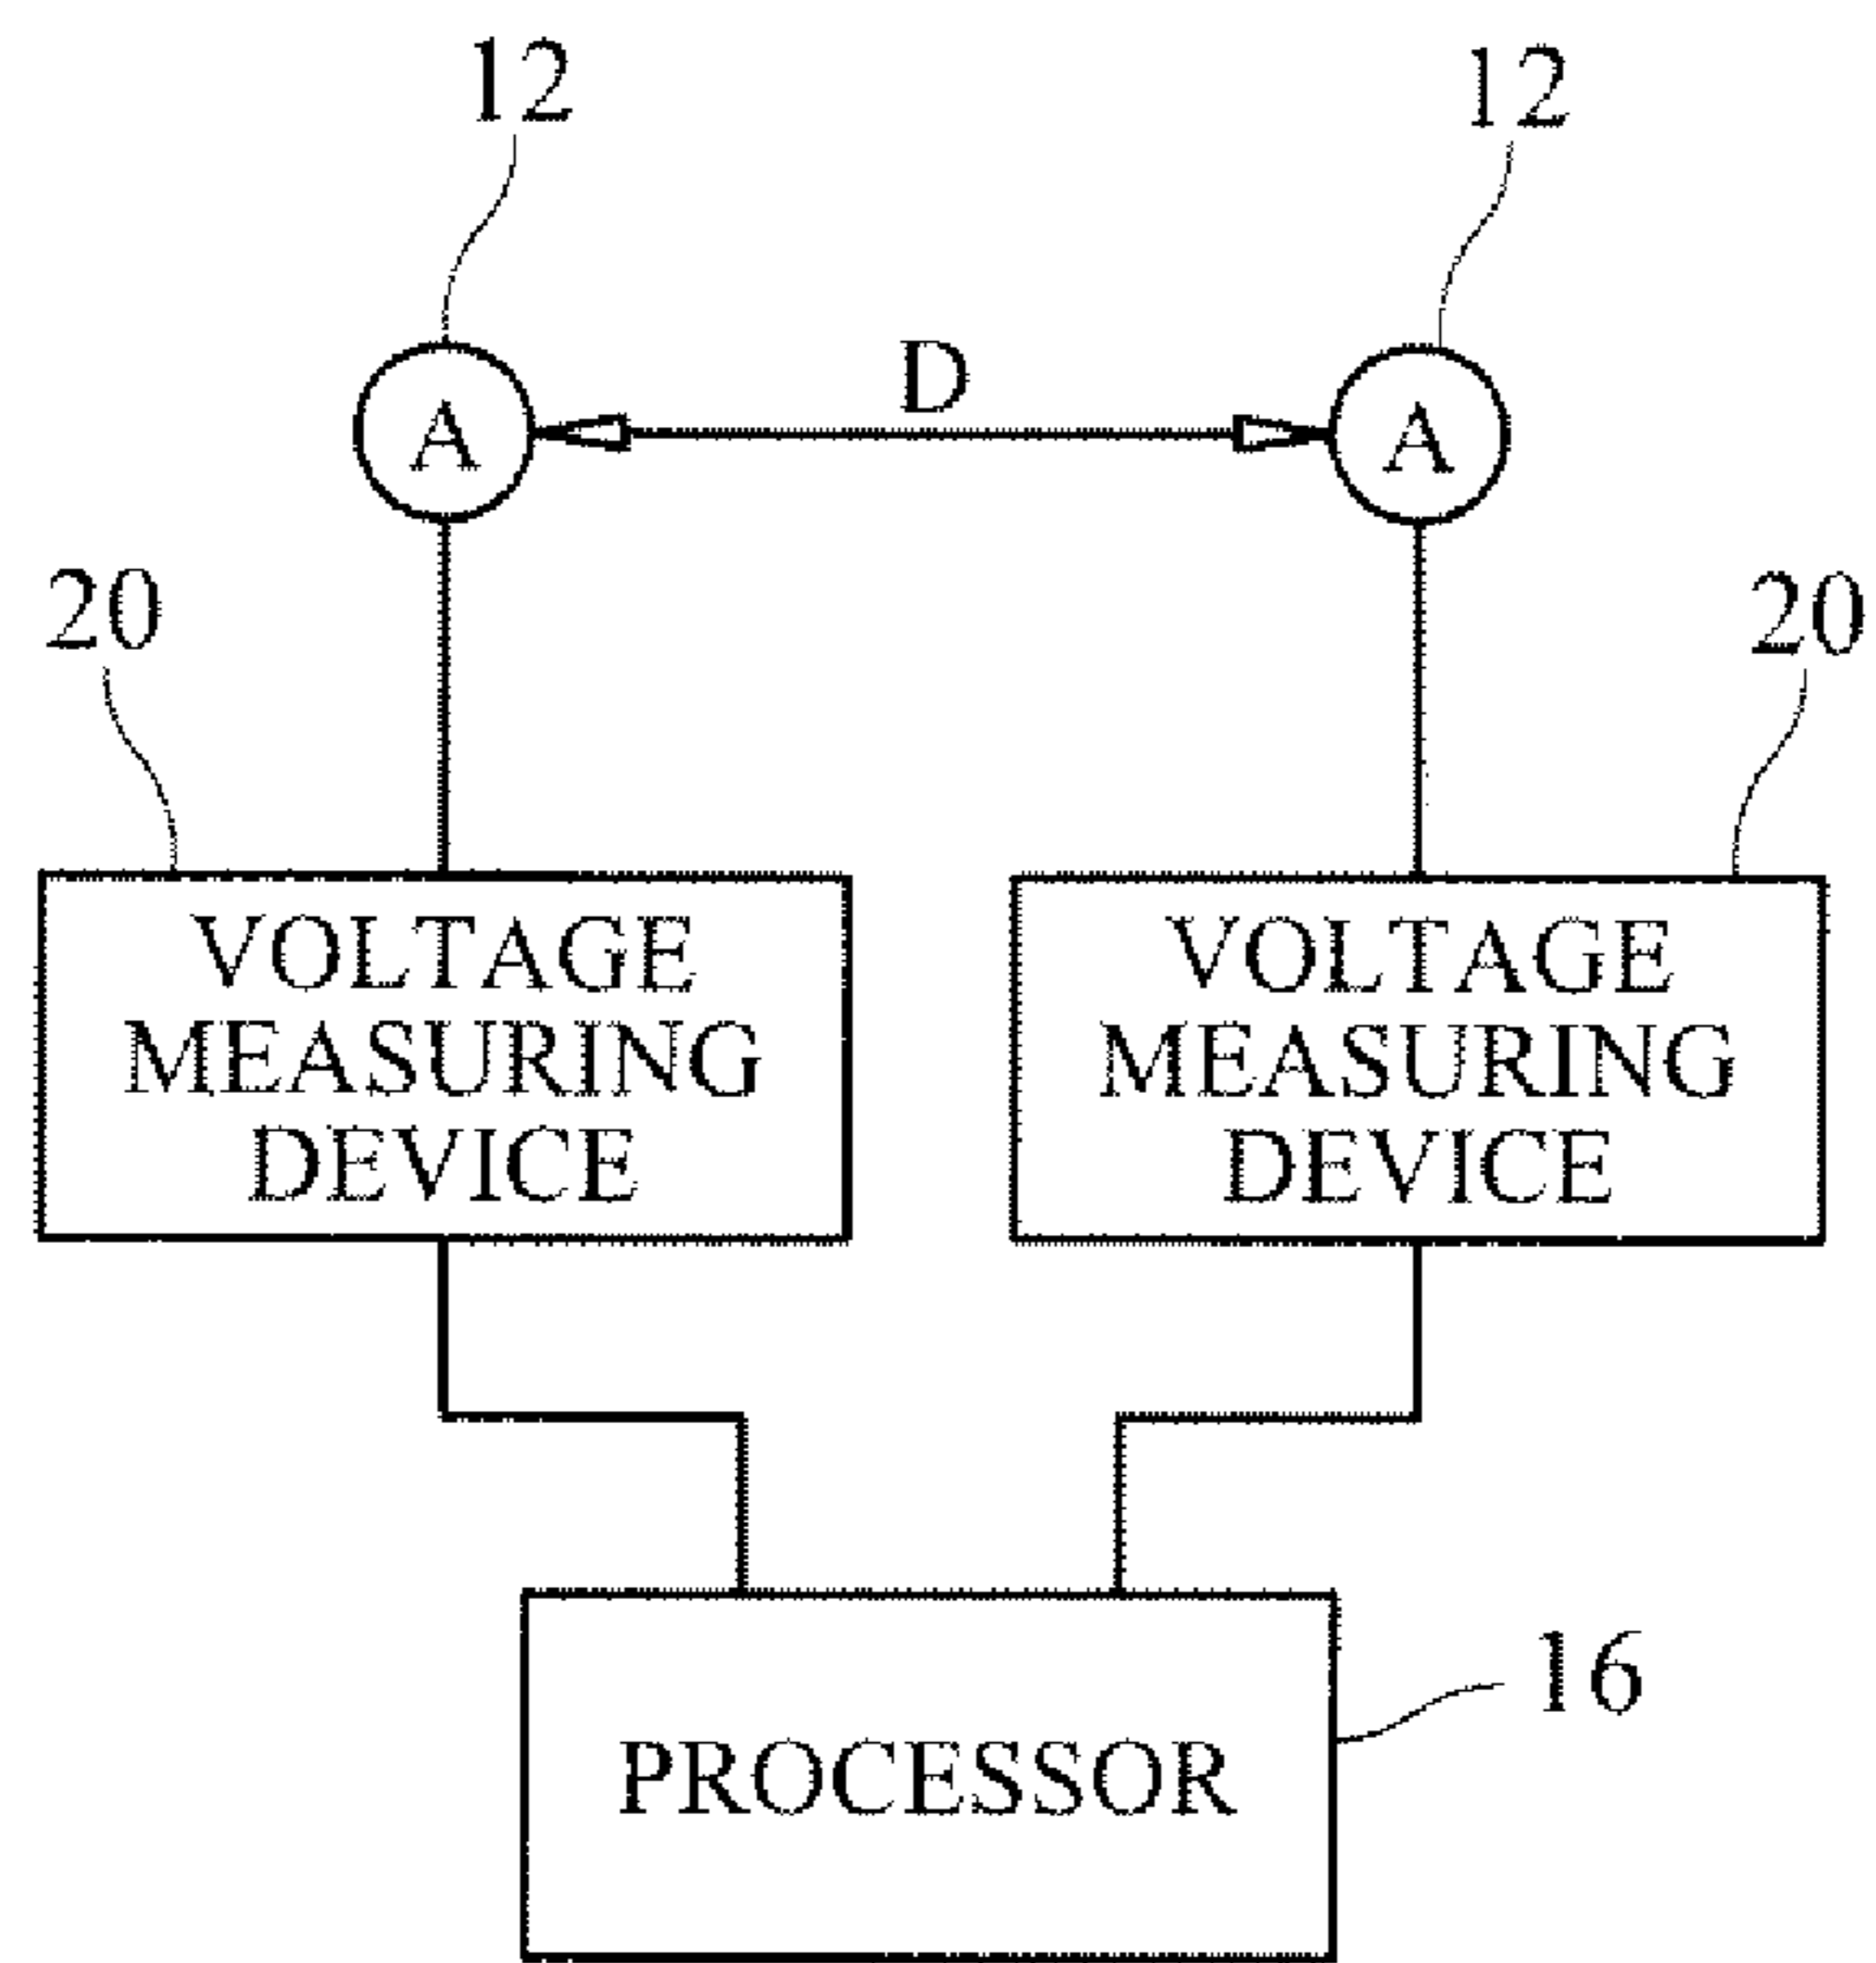 12 12
D
A A
20 20
VOLTAGE
MEASURING
DEVICE
VOLTAGE
MEASURING
DEVICE
16
PROCESSOR